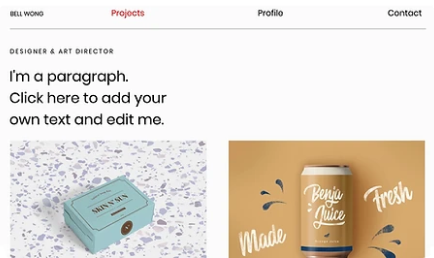 BELL WONG
Projects
Profile
Contact
DESIGNER & ART DIRECTOR
I'm a paragraph.
Click here to add your
own text and edit me.
SKIN N' SUN
Benja
Juice
Made
Fresh